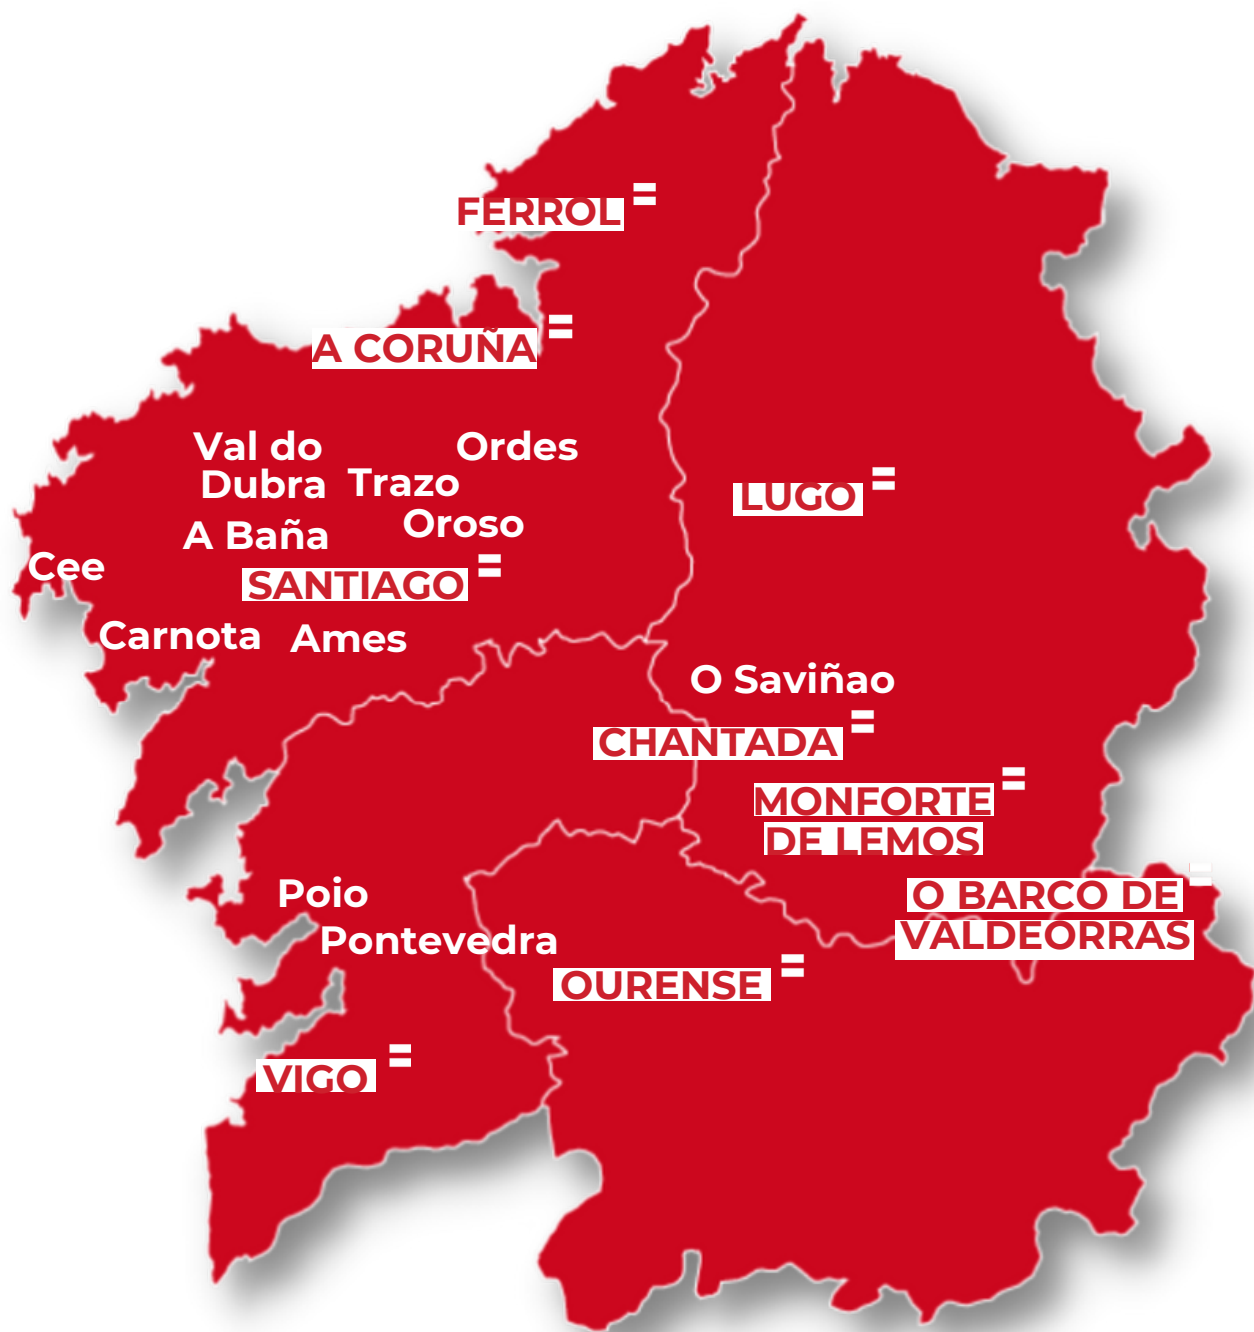 FERROL =
A CORUÑA =
Val do
Dubra
Ordes
Trazo
Oroso
A Baña
Cee
SANTIAGO =
Carnota
Ames
LUGO =
O Saviñao
CHANTADA =
MONFORTE =
DE LEMOS
O BARCO DE =
VALDEORRAS
Poio
Pontevedra
OURENSE =
VIGO =